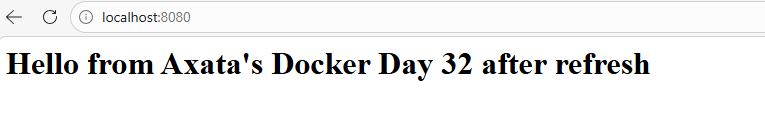 localhost:8080
Hello from Axata's Docker Day 32 after refresh